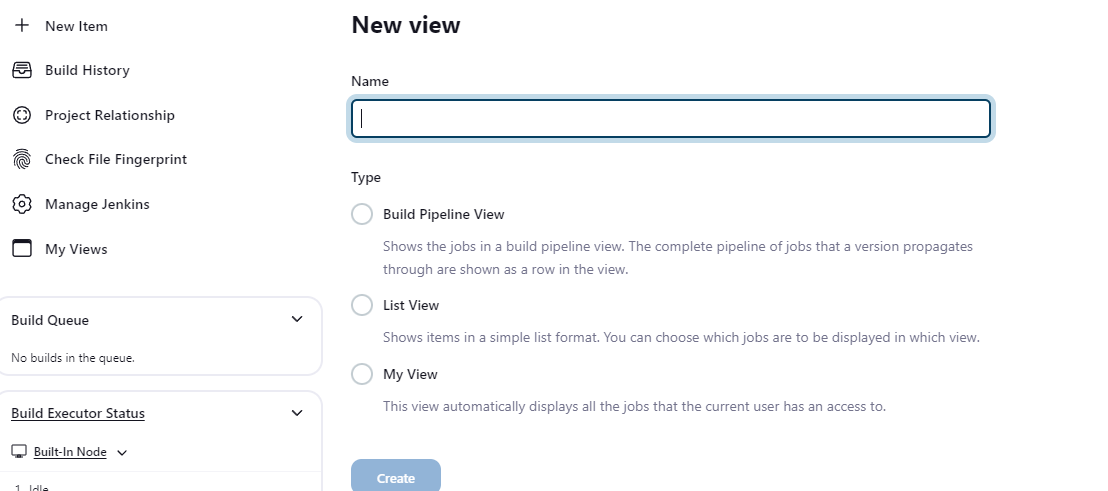 New Item
Build History
Project Relationship
Check File Fingerprint
Manage Jenkins
My Views
Build Queue
No builds in the queue.
Build Executor Status
Built-In Node
1 Idle
New view
Name
Type
Build Pipeline View
Shows the jobs in a build pipeline view. The complete pipeline of jobs that a version propagates
through are shown as a row in the view.
List View
Shows items in a simple list format. You can choose which jobs are to be displayed in which view.
My View
This view automatically displays all the jobs that the current user has an access to.
Create